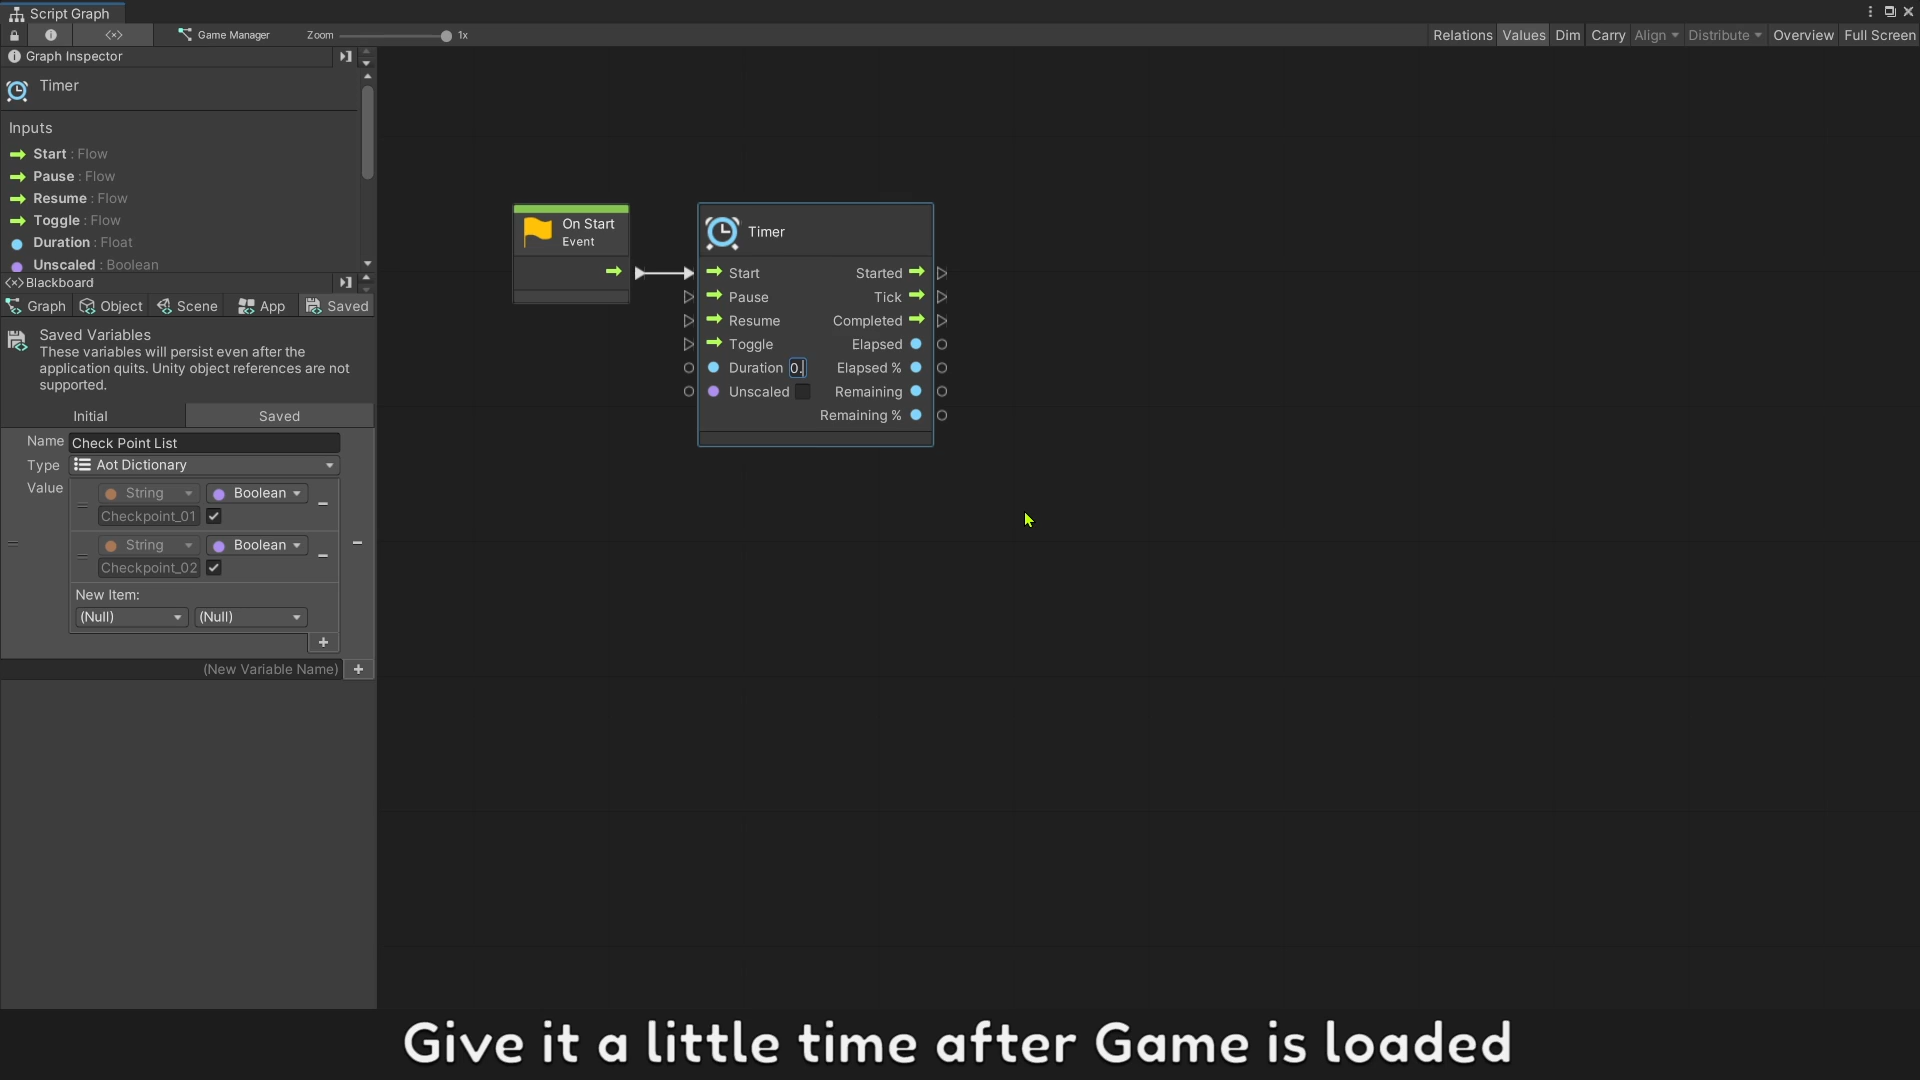 Script Graph
Game Manager Zoom 1x Relations Values Dim Carry Align Distribute Overview Full Screen
Graph Inspector
Timer
Inputs
Start : Flow
Pause : Flow
Resume : Flow
Toggle : Flow
Duration : Float
Unscaled : Boolean
Blackboard
Graph Object Scene App Saved
Saved Variables
These variables will persist even after the
application quits. Unity object references are not
supported.
Initial Saved
Name Check Point List
Type Aot Dictionary
Value String Boolean
Checkpoint_01
String Boolean
Checkpoint_02
New Item:
(Null) (Null)
(New Variable Name)
On Start
Event
Timer
Start Started
Pause Tick
Resume Completed
Toggle Elapsed
Duration 0. Elapsed %
Unscaled Remaining
Remaining %
Give it a little time after Game is loaded